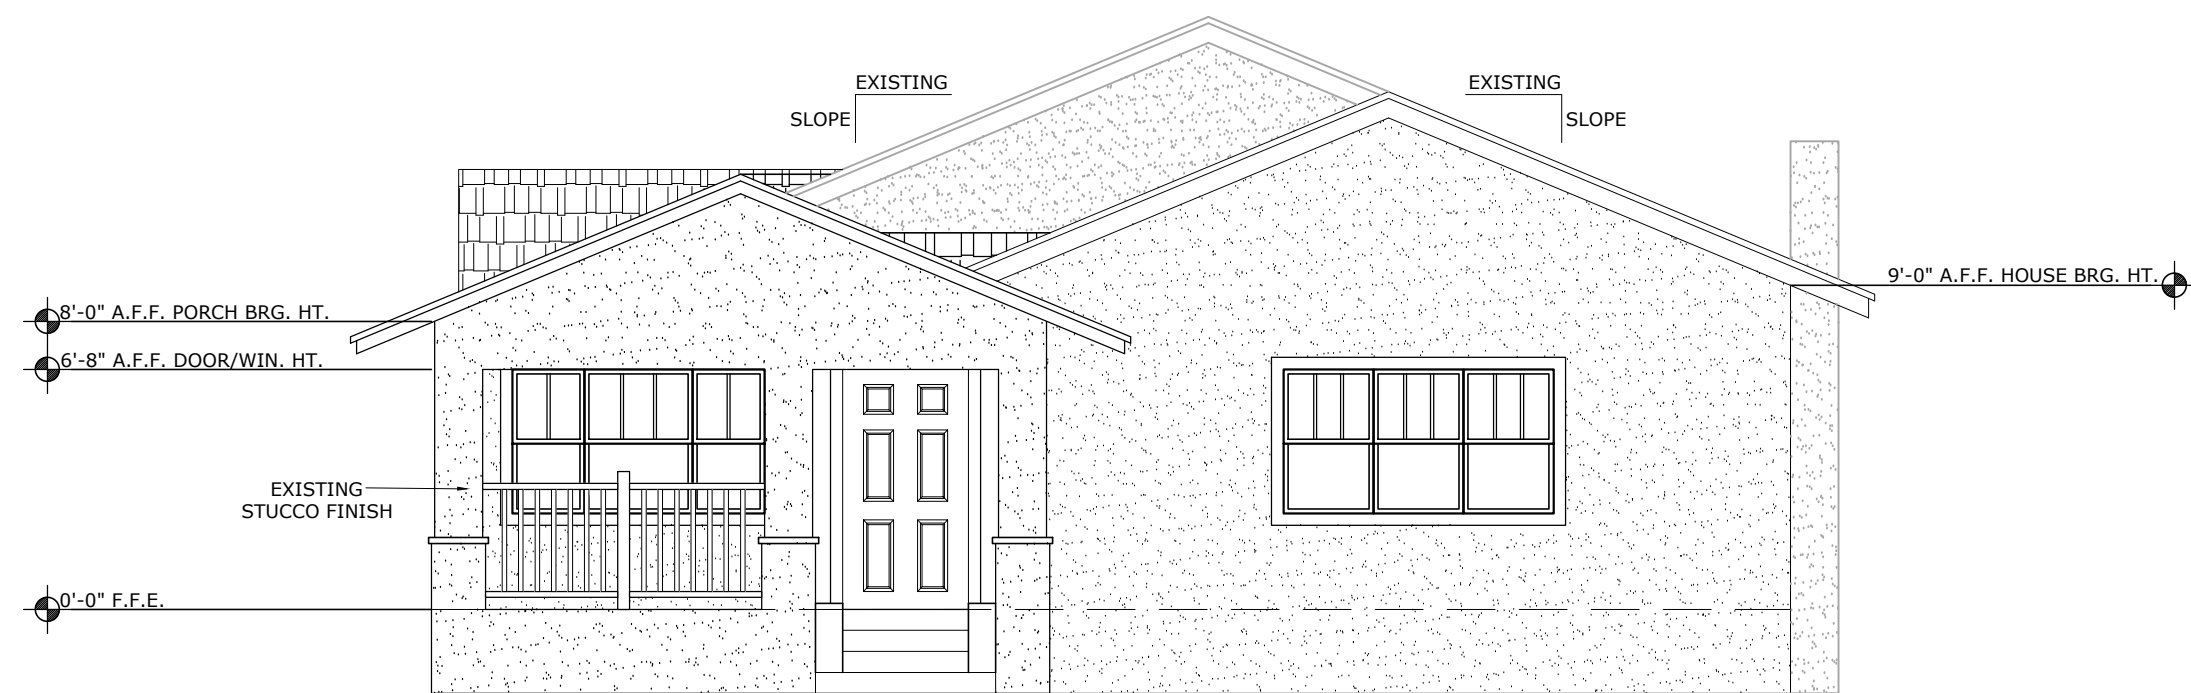 EXISTING
SLOPE
EXISTING
SLOPE
9'-0" A.F.F. HOUSE BRG. HT.
8'-0" A.F.F. PORCH BRG. HT.
6'-8" A.F.F. DOOR/WIN. HT.
EXISTING
STUCCO FINISH
0'-0" F.F.E.